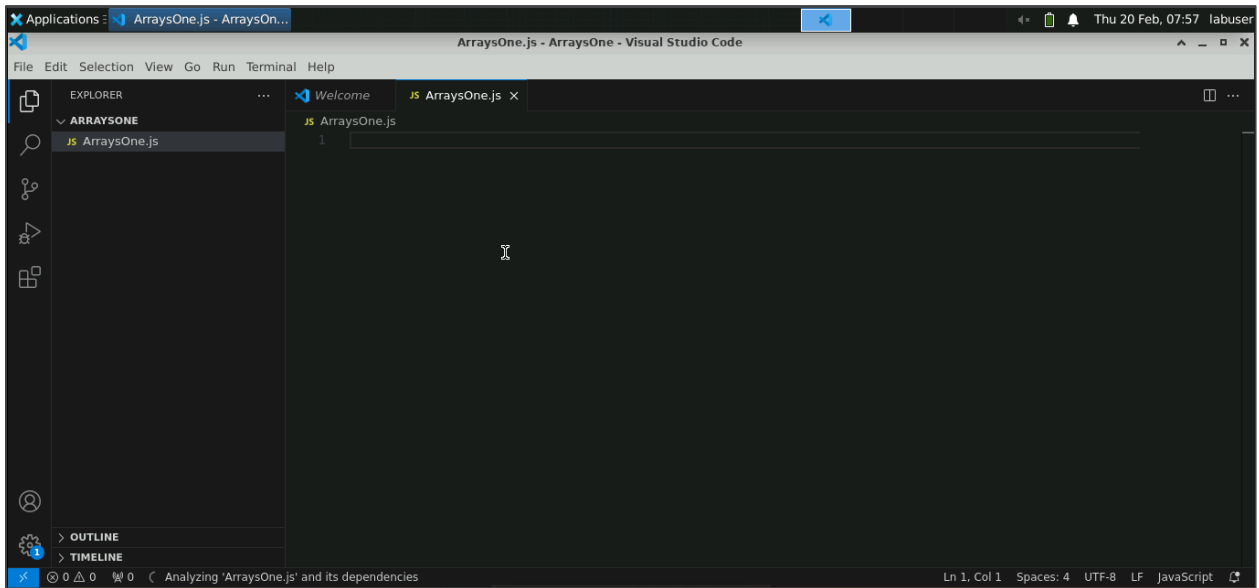 Applications ArraysOne.js - ArraysOn... Thu 20 Feb, 07:57 labuser
ArraysOne.js - ArraysOne - Visual Studio Code
File Edit Selection View Go Run Terminal Help
EXPLORER ... Welcome JS ArraysOne.js
ARRAYSONE JS ArraysOne.js
JS ArraysOne.js 1
OUTLINE
1
TIMELINE
0 0 0 Analyzing 'ArraysOne.js' and its dependencies Ln 1, Col 1 Spaces: 4 UTF-8 LF JavaScript